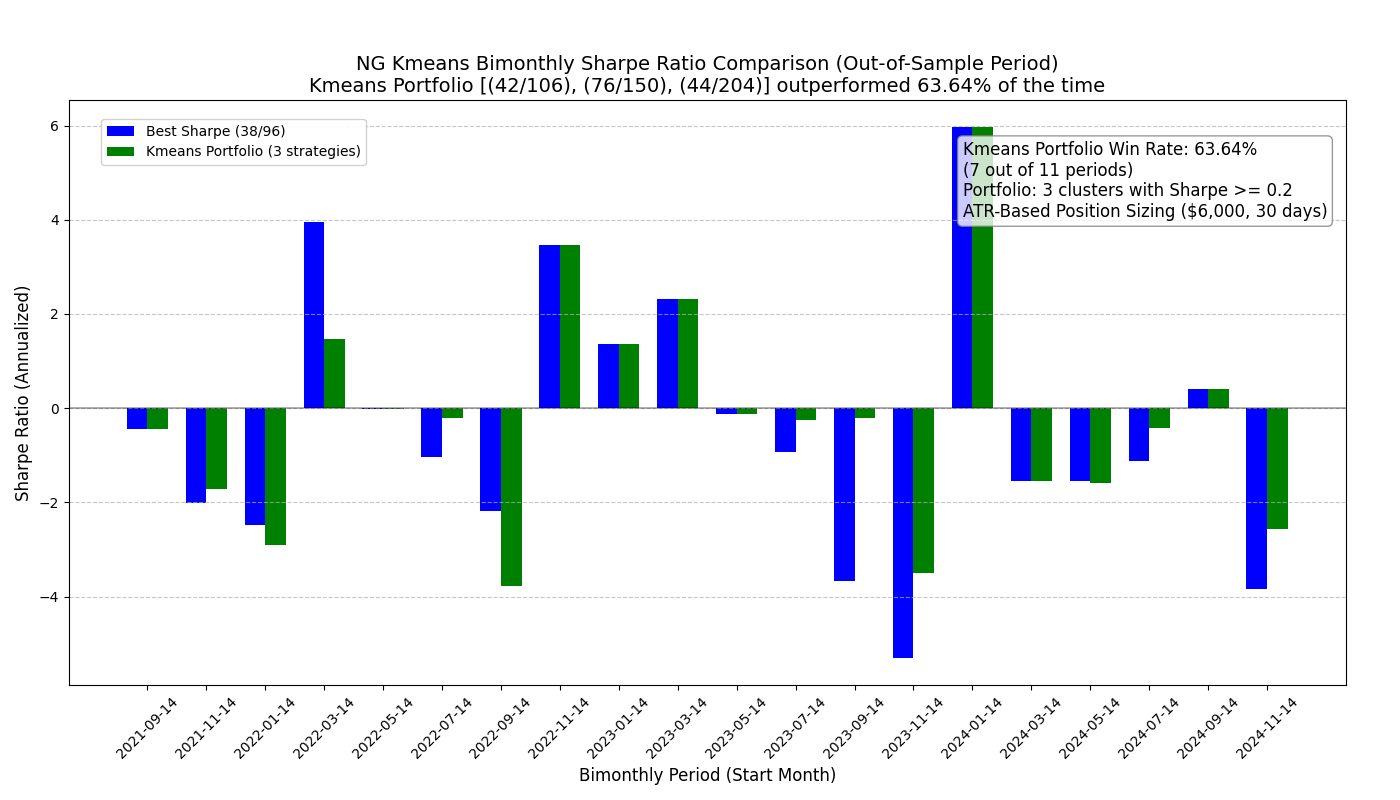 NG Kmeans Bimonthly Sharpe Ratio Comparison (Out-of-Sample Period)
Kmeans Portfolio [(42/106), (76/150), (44/204)] outperformed 63.64% of the time
Best Sharpe (38/96)
Kmeans Portfolio (3 strategies)
Kmeans Portfolio Win Rate: 63.64%
(7 out of 11 periods)
Portfolio: 3 clusters with Sharpe >= 0.2
ATR-Based Position Sizing ($6,000, 30 days)
Sharpe Ratio (Annualized)
6
4
2
0
−2
−4
2021-09-14
2021-11-14
2022-01-14
2022-03-14
2022-05-14
2022-07-14
2022-09-14
2022-11-14
2023-01-14
2023-03-14
2023-05-14
2023-07-14
2023-09-14
2023-11-14
2024-01-14
2024-03-14
2024-05-14
2024-07-14
2024-09-14
2024-11-14
Bimonthly Period (Start Month)